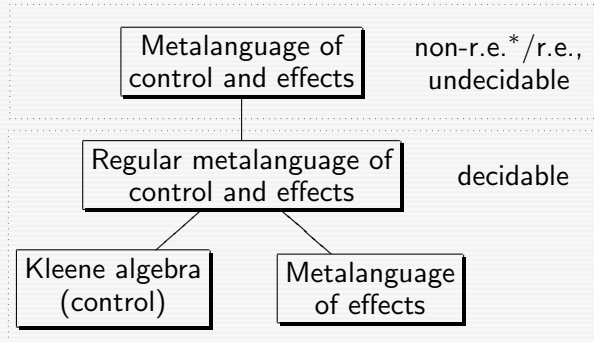 Metalanguage of
control and effects
non-r.e.*/r.e.,
undecidable
Regular metalanguage of
control and effects
decidable
Kleene algebra
(control)
Metalanguage
of effects